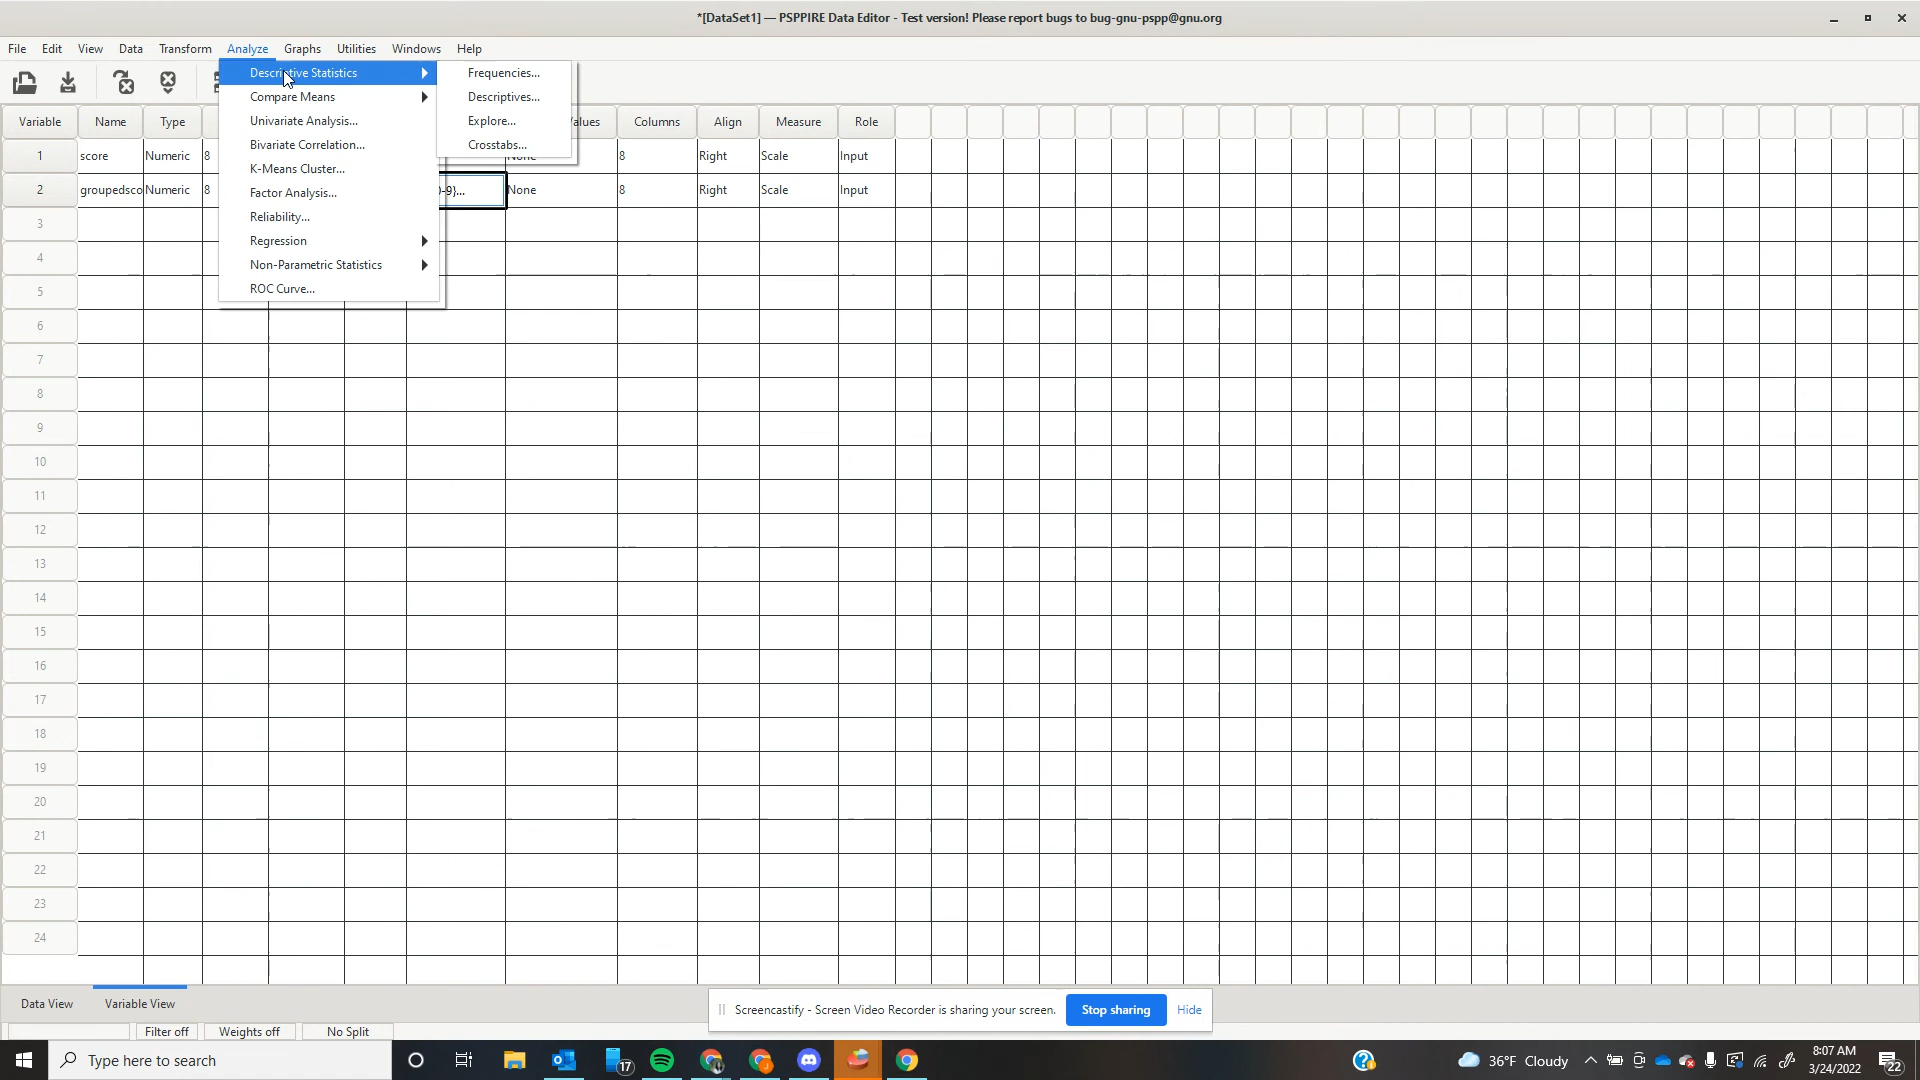 *[DataSet1] — PSPPIRE Data Editor - Test version! Please report bugs to bug-gnu-pspp@gnu.org
File Edit View Data Transform Analyze Graphs Utilities Windows Help
Descriptive Statistics
Compare Means
Univariate Analysis...
Bivariate Correlation...
K-Means Cluster...
Factor Analysis...
Reliability...
Regression
Non-Parametric Statistics
ROC Curve...
Frequencies...
Descriptives...
Explore...
Crosstabs...
Variable Name Type alues Columns Align Measure Role
1 score Numeric 8 None 8 Right Scale Input
2 groupedsco Numeric 8 0-9}... None 8 Right Scale Input
3
4
5
6
7
8
9
10
11
12
13
14
15
16
17
18
19
20
21
22
23
24
Data View Variable View
Screencastify - Screen Video Recorder is sharing your screen. Stop sharing Hide
Filter off Weights off No Split
Type here to search
17
36°F Cloudy
8:07 AM
3/24/2022
22